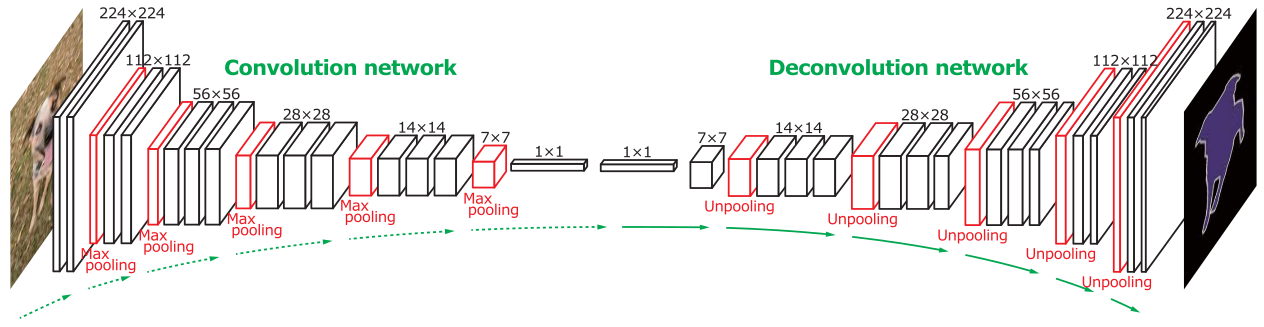 224×224
112×112
56×56
28×28
14×14
7×7
1×1
1×1
7×7
14×14
28×28
56×56
112×112
224×224
Convolution network
Deconvolution network
Max
pooling
Max
pooling
Max
pooling
Max
pooling
Max
pooling
Unpooling
Unpooling
Unpooling
Unpooling
Unpooling